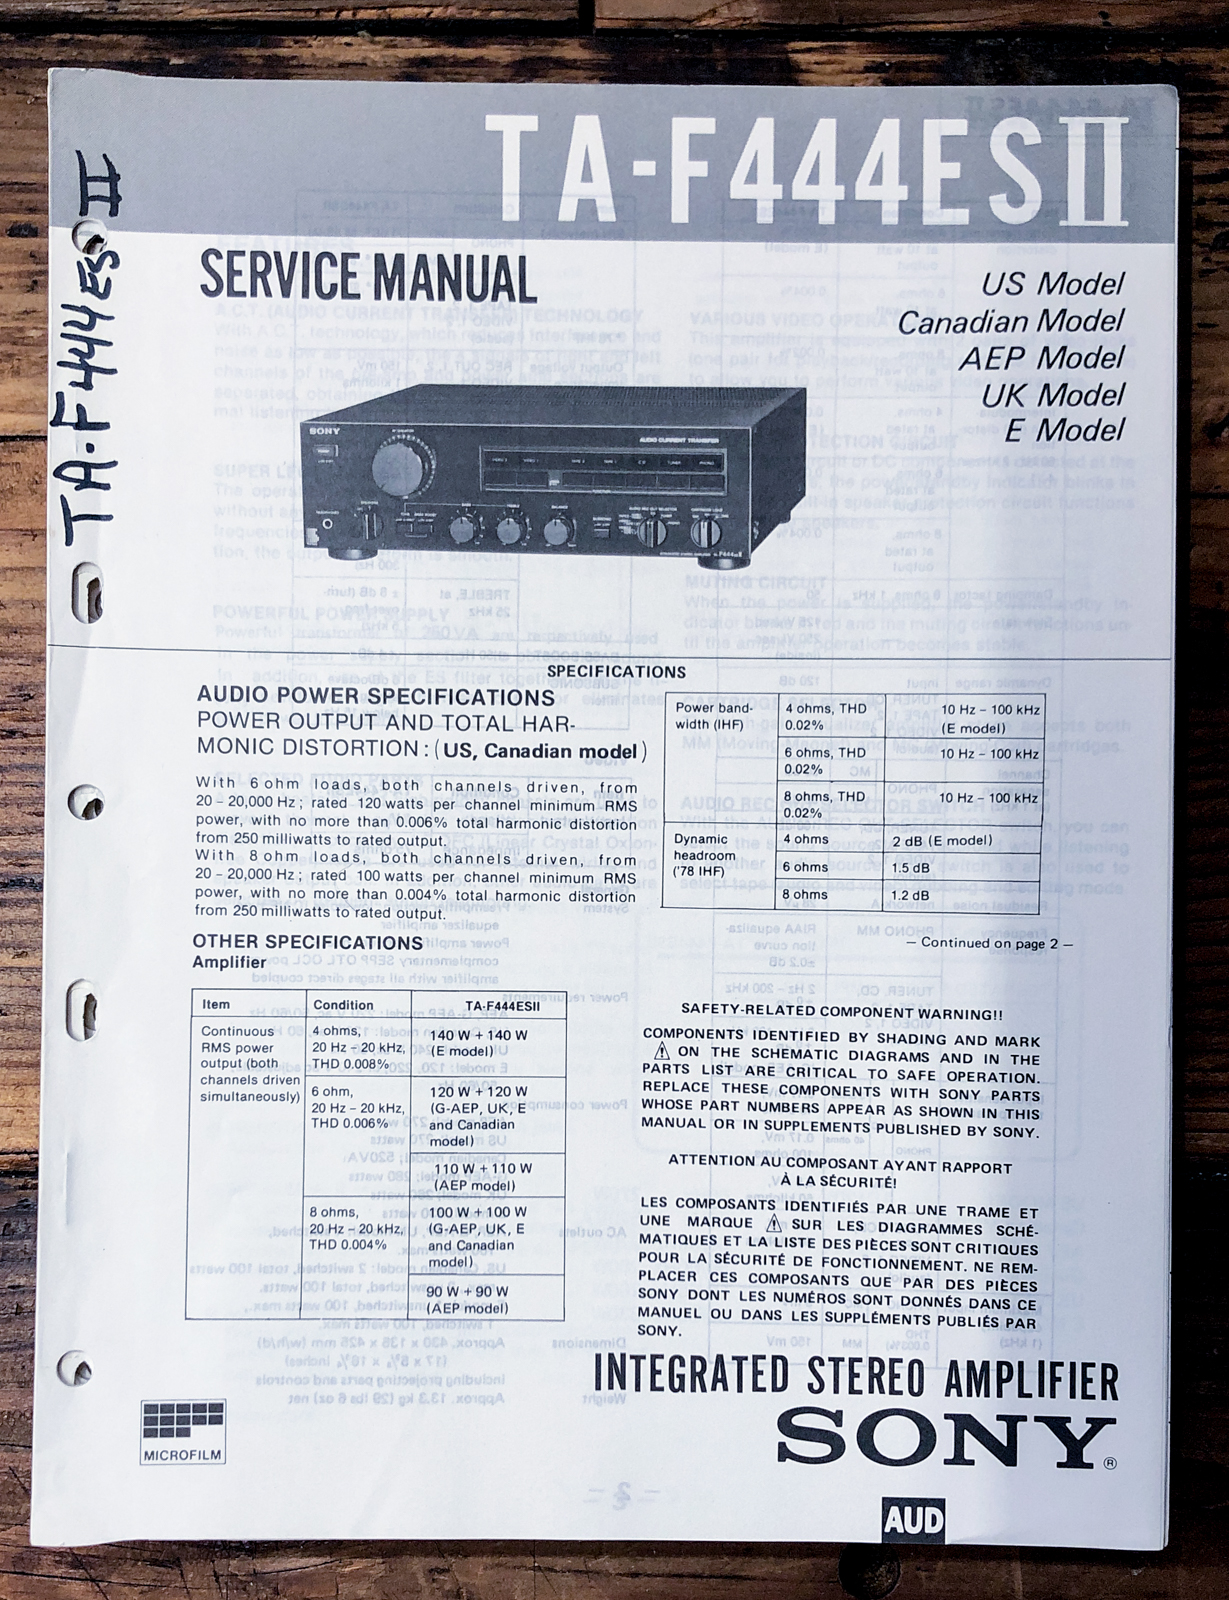 TA-F444ESII
TA-F444ES II
SERVICE MANUAL
US Model
Canadian Model
AEP Model
UK Model
E Model
SONY
AUDIO CURRENT TRANSFER
SPECIFICATIONS
AUDIO POWER SPECIFICATIONS
POWER OUTPUT AND TOTAL HAR-
MONIC DISTORTION : (US, Canadian model)
With 6 ohm loads, both channels driven, from
20 – 20,000 Hz ; rated 120 watts per channel minimum RMS
power, with no more than 0.006% total harmonic distortion
from 250 milliwatts to rated output.
With 8 ohm loads, both channels driven, from
20 – 20,000 Hz ; rated 100 watts per channel minimum RMS
power, with no more than 0.004% total harmonic distortion
from 250 milliwatts to rated output.
OTHER SPECIFICATIONS
Amplifier
Item Condition TA-F444ESII
Continuous
RMS power
output (both
channels driven
simultaneously)
4 ohms,
20 Hz – 20 kHz,
THD 0.008%
140 W + 140 W
(E model)
6 ohm,
20 Hz – 20 kHz,
THD 0.006%
120 W + 120 W
(G-AEP, UK, E
and Canadian
model)
110 W + 110 W
(AEP model)
8 ohms,
20 Hz – 20 kHz,
THD 0.004%
100 W + 100 W
(G-AEP, UK, E
and Canadian
model)
90 W + 90 W
(AEP model)
Power band-
width (IHF)
4 ohms, THD
0.02%
10 Hz – 100 kHz
(E model)
6 ohms, THD
0.02%
10 Hz – 100 kHz
8 ohms, THD
0.02%
10 Hz – 100 kHz
Dynamic
headroom
('78 IHF)
4 ohms 2 dB (E model)
6 ohms 1.5 dB
8 ohms 1.2 dB
— Continued on page 2 —
SAFETY-RELATED COMPONENT WARNING!!
COMPONENTS IDENTIFIED BY SHADING AND MARK
⚠ ON THE SCHEMATIC DIAGRAMS AND IN THE
PARTS LIST ARE CRITICAL TO SAFE OPERATION.
REPLACE THESE COMPONENTS WITH SONY PARTS
WHOSE PART NUMBERS APPEAR AS SHOWN IN THIS
MANUAL OR IN SUPPLEMENTS PUBLISHED BY SONY.
ATTENTION AU COMPOSANT AYANT RAPPORT
À LA SÉCURITÉ!
LES COMPOSANTS IDENTIFIÉS PAR UNE TRAME ET
UNE MARQUE ⚠ SUR LES DIAGRAMMES SCHÉ-
MATIQUES ET LA LISTE DES PIÈCES SONT CRITIQUES
POUR LA SÉCURITÉ DE FONCTIONNEMENT. NE REM-
PLACER CES COMPOSANTS QUE PAR DES PIÈCES
SONY DONT LES NUMÉROS SONT DONNÉS DANS CE
MANUEL OU DANS LES SUPPLÉMENTS PUBLIÉS PAR
SONY.
INTEGRATED STEREO AMPLIFIER
SONY®
MICROFILM
AUD